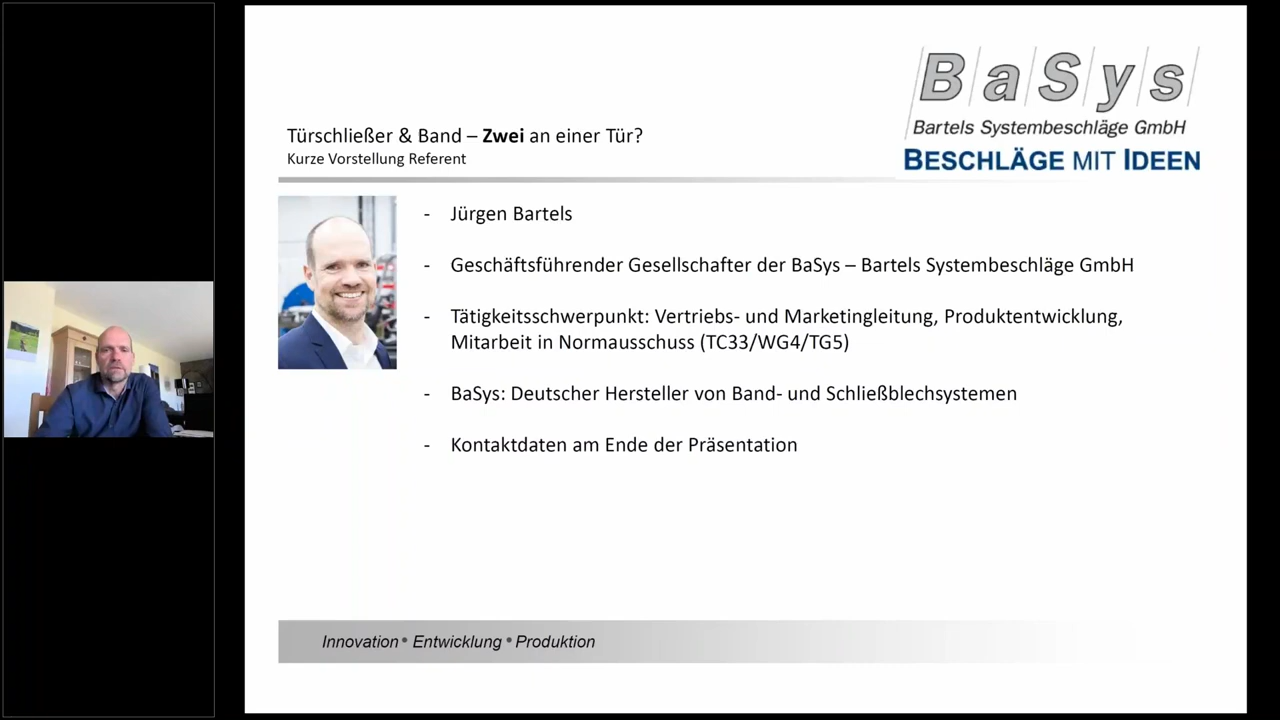 BaSys
Bartels Systembeschläge GmbH
BESCHLÄGE MIT IDEEN
Türschließer & Band – Zwei an einer Tür?
Kurze Vorstellung Referent
- Jürgen Bartels
- Geschäftsführender Gesellschafter der BaSys – Bartels Systembeschläge GmbH
- Tätigkeitsschwerpunkt: Vertriebs- und Marketingleitung, Produktentwicklung,
Mitarbeit in Normausschuss (TC33/WG4/TG5)
- BaSys: Deutscher Hersteller von Band- und Schließblechsystemen
- Kontaktdaten am Ende der Präsentation
Innovation • Entwicklung • Produktion